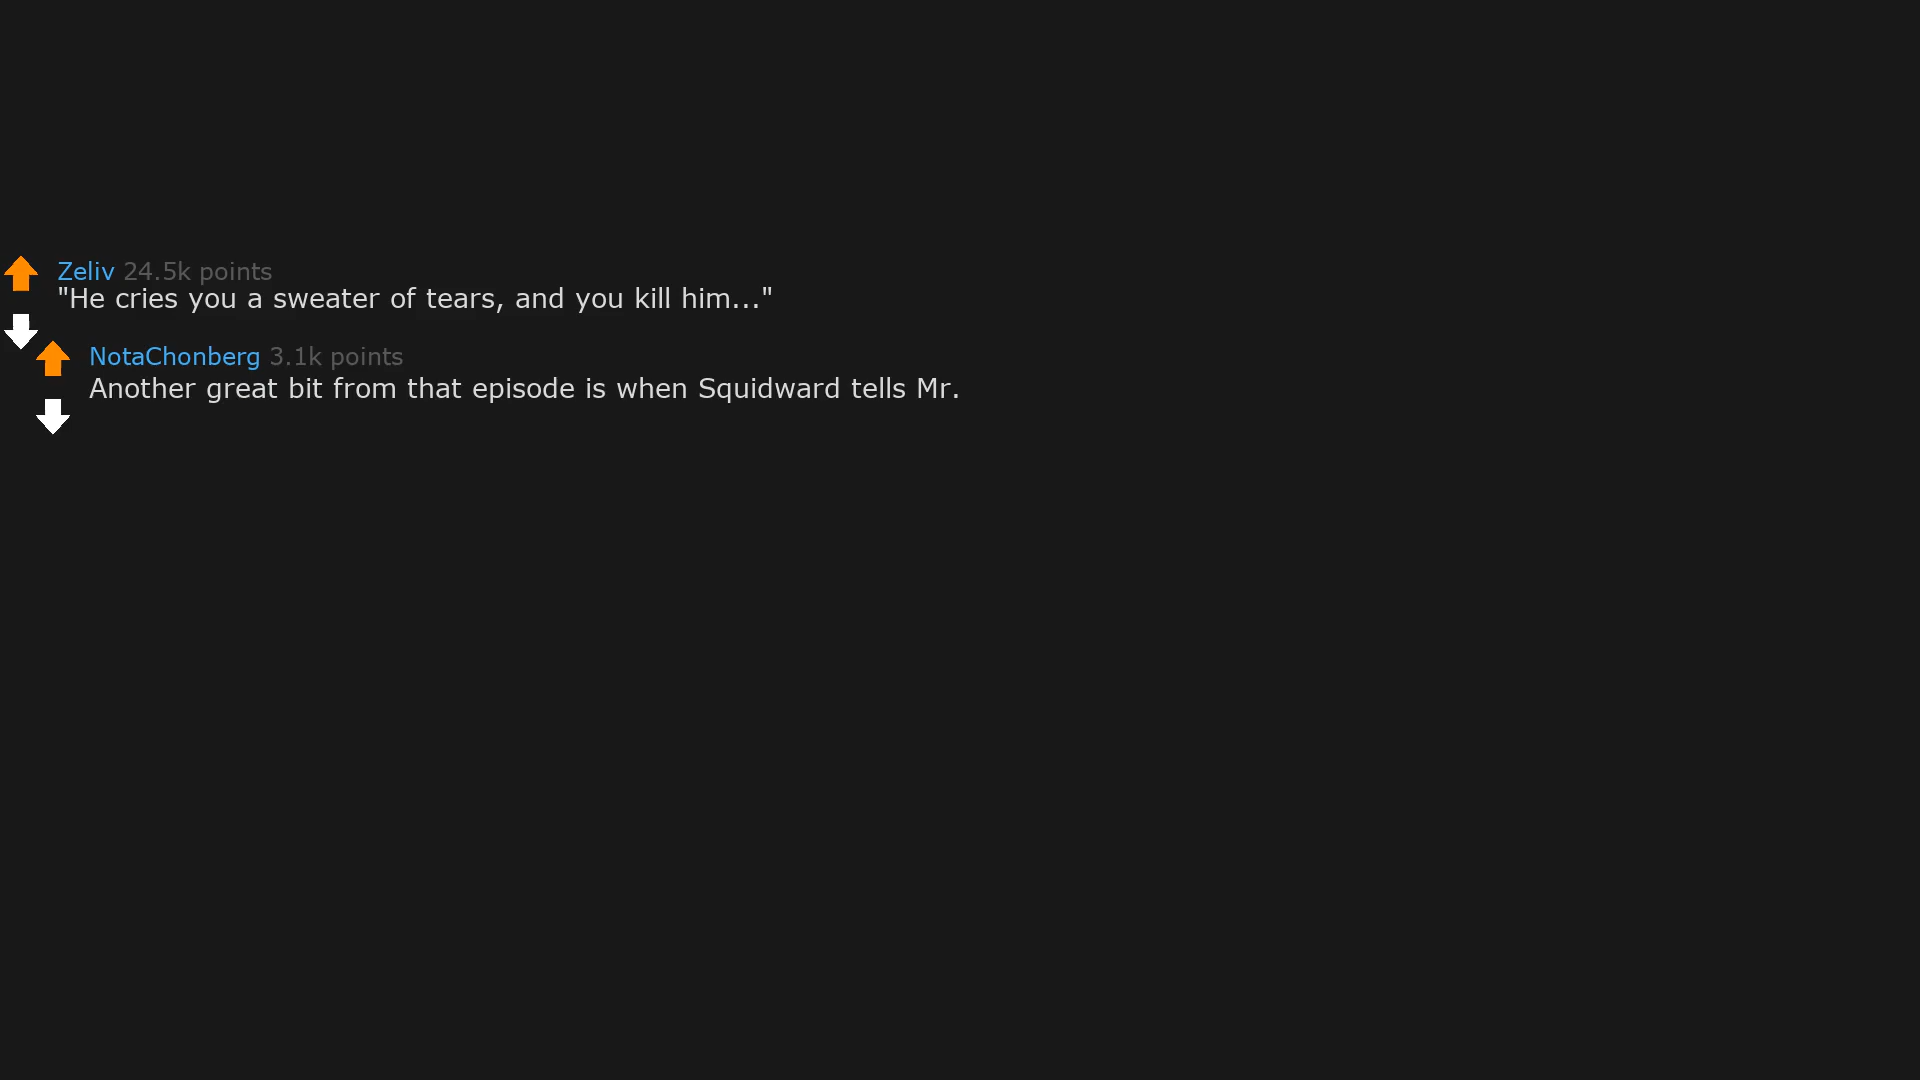 Zeliv 24.5k points
"He cries you a sweater of tears, and you kill him..."
NotaChonberg 3.1k points
Another great bit from that episode is when Squidward tells Mr.